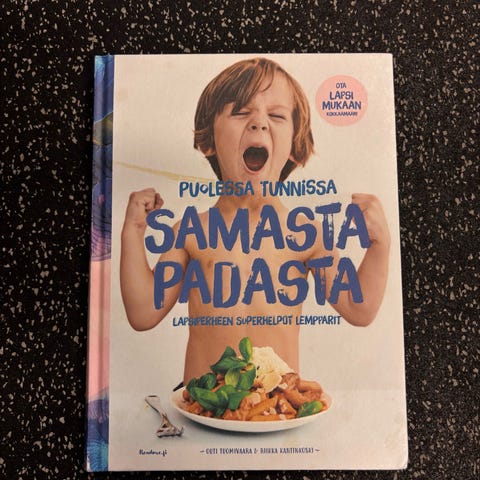 OTA
LAPSI
MUKAAN
KOKKAAMAAN!
PUOLESSA TUNNISSA
SAMASTA
PADASTA
LAPSIPERHEEN SUPERHELPOT LEMPPARIT
Readme.fi
– OUTI TUOMIVAARA & RIIKKA KANTINKOSKI –